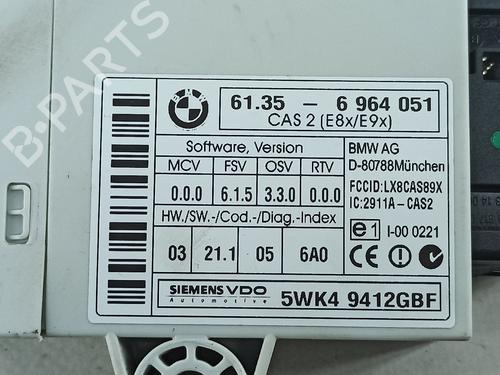 61.35 - 6 964 051
CAS 2 (E8x/E9x)
Software, Version
MCV FSV OSV RTV
0.0.0 6.1.5 3.3.0 0.0.0
HW./SW.-/Cod.-/Diag.-Index
03 21.1 05 6A0
BMW AG
D-80788München
FCCID:LX8CAS89X
IC:2911A-CAS2
e1 I-00 0221
CE
SIEMENS VDO
Automotive
5WK4 9412GBF
B-PARTS